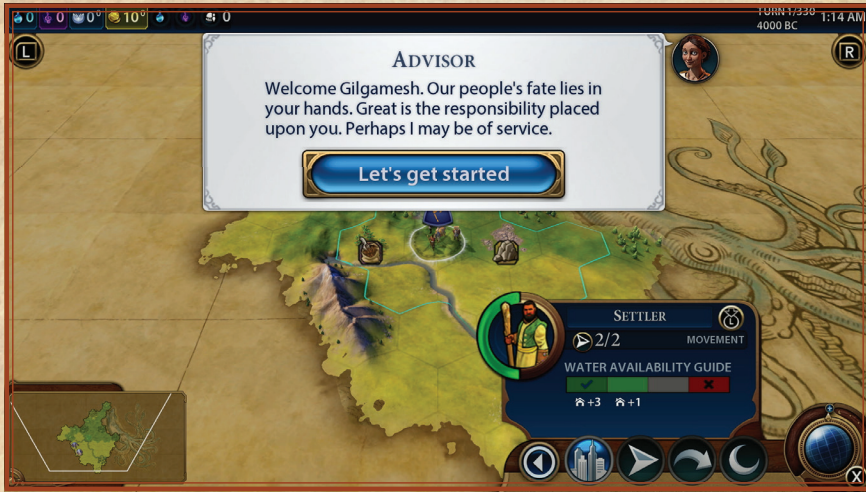 0 0 0⁰ 10⁰ 0
TURN 1/330
4000 BC
1:14 AM
L
R
ADVISOR
Welcome Gilgamesh. Our people's fate lies in
your hands. Great is the responsibility placed
upon you. Perhaps I may be of service.
Let's get started
SETTLER
L
2/2 MOVEMENT
WATER AVAILABILITY GUIDE
+3 +1
X